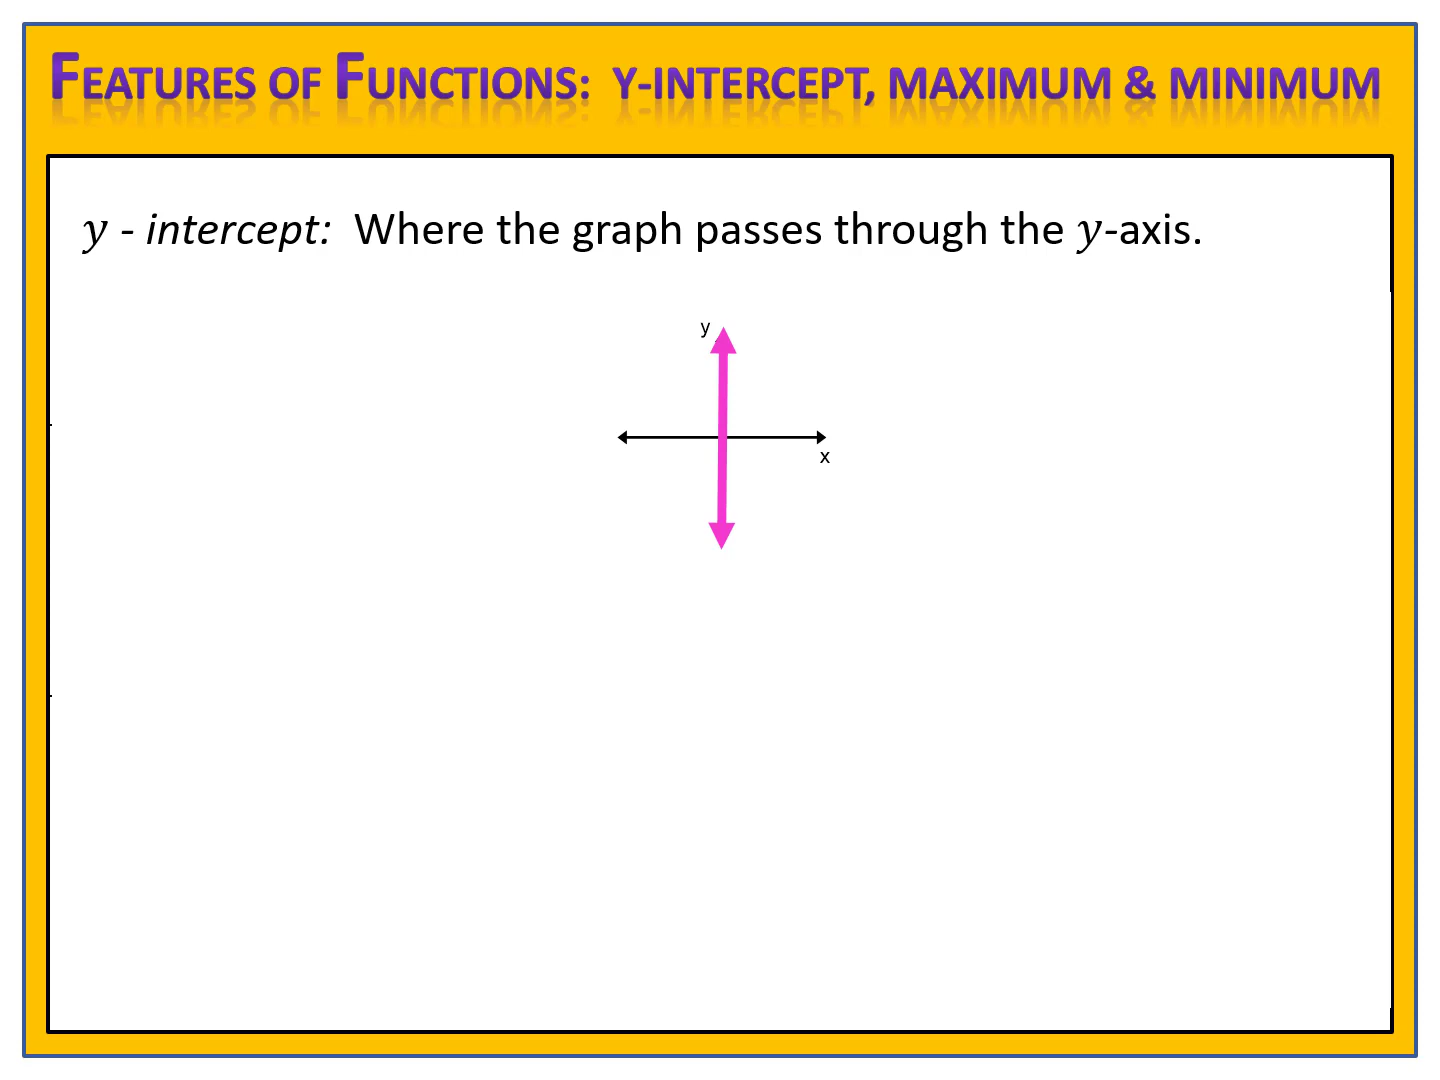 FEATURES OF FUNCTIONS: Y-INTERCEPT, MAXIMUM & MINIMUM
y - intercept: Where the graph passes through the y-axis.
y
x